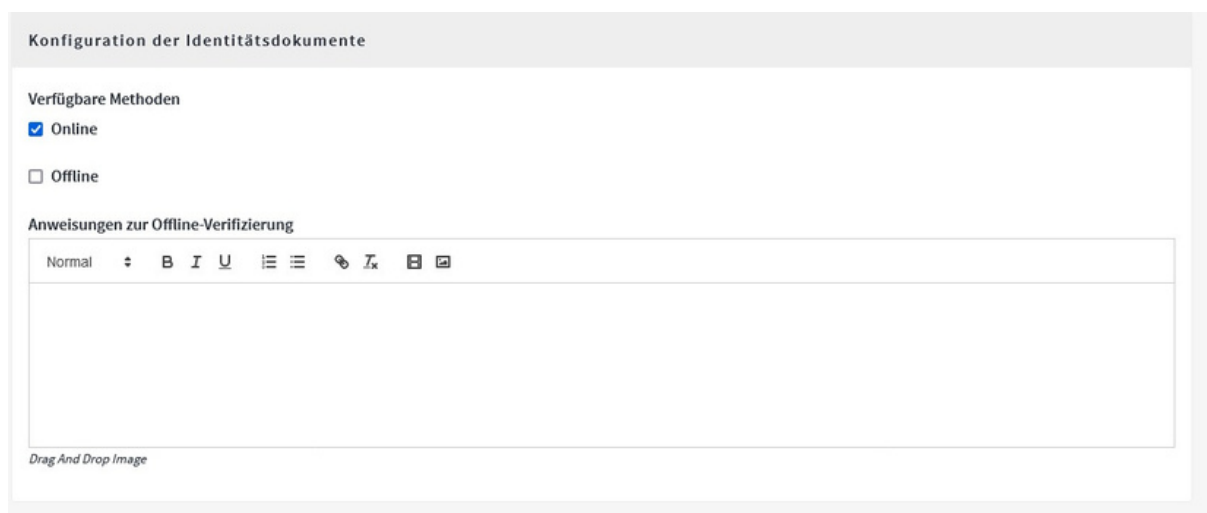 Konfiguration der Identitätsdokumente
Verfügbare Methoden
Online
Offline
Anweisungen zur Offline-Verifizierung
Normal B I U
Drag And Drop Image